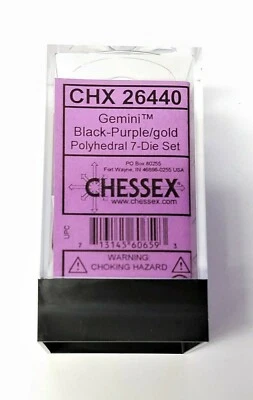 CHX 26440
Gemini™
Black-Purple/gold
Polyhedral 7-Die Set
PO Box 80255
Fort Wayne, IN 46898-0255 USA
CHESSEX
UPC
7 13145 60659 3
WARNING:
CHOKING HAZARD
www.chessex.com